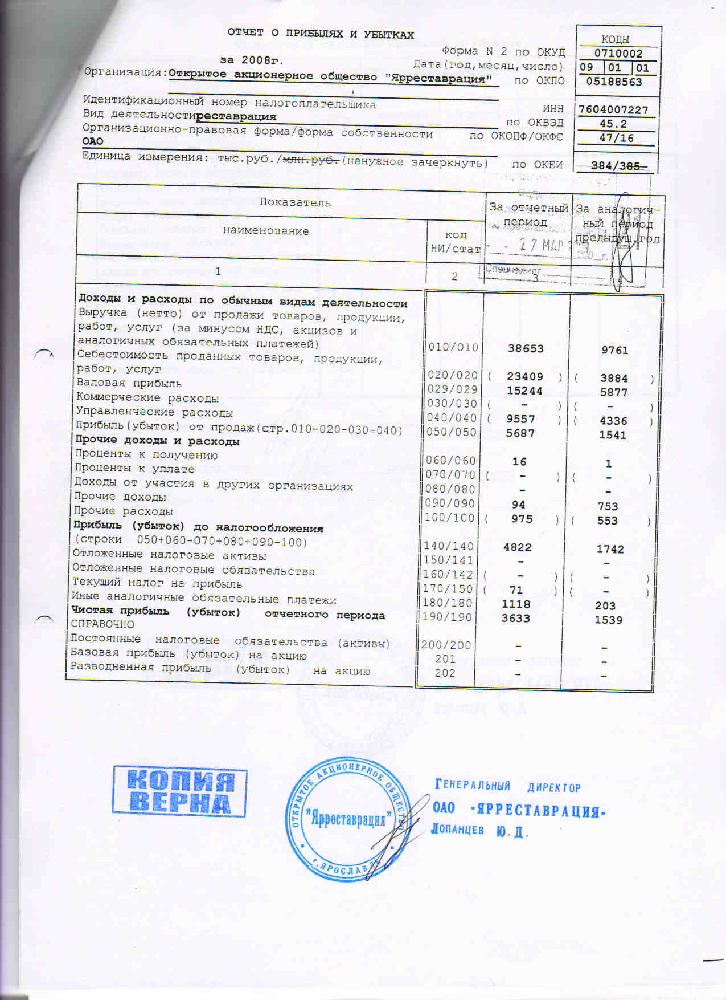 ОТЧЕТ О ПРИБЫЛЯХ И УБЫТКАХ
КОДЫ
Форма N 2 по ОКУД 0710002
за 2008г. Дата(год,месяц,число) 09 01 01
Организация:Открытое акционерное общество "Ярреставрация" по ОКПО 05188563
Идентификационный номер налогоплательщика ИНН 7604007227
Вид деятельностиреставрация по ОКВЭД 45.2
Организационно-правовая форма/форма собственности по ОКОПФ/ОКФС 47/16
ОАО
Единица измерения: тыс.руб./млн.руб.(ненужное зачеркнуть) по ОКЕИ 384/385
Показатель За отчетный За аналогич-
период ный период
наименование код предыдущ.год
НИ/стат
27 МАР
200 г.
Специалист
1 2 3 4
Доходы и расходы по обычным видам деятельности
Выручка (нетто) от продажи товаров, продукции,
работ, услуг (за минусом НДС, акцизов и
аналогичных обязательных платежей) 010/010 38653 9761
Себестоимость проданных товаров, продукции,
работ, услуг 020/020 ( 23409 ) ( 3884 )
Валовая прибыль 029/029 15244 5877
Коммерческие расходы 030/030 ( - ) ( - )
Управленческие расходы 040/040 ( 9557 ) ( 4336 )
Прибыль(убыток) от продаж(стр.010-020-030-040) 050/050 5687 1541
Прочие доходы и расходы
Проценты к получению 060/060 16 1
Проценты к уплате 070/070 ( - ) ( - )
Доходы от участия в других организациях 080/080 - -
Прочие доходы 090/090 94 753
Прочие расходы 100/100 ( 975 ) ( 553 )
Прибыль (убыток) до налогообложения
(строки 050+060-070+080+090-100) 140/140 4822 1742
Отложенные налоговые активы 150/141 - -
Отложенные налоговые обязательства 160/142 ( - ) ( - )
Текущий налог на прибыль 170/150 ( 71 ) ( - )
Иные аналогичные обязательные платежи 180/180 1118 203
Чистая прибыль (убыток) отчетного периода 190/190 3633 1539
СПРАВОЧНО
Постоянные налоговые обязательства (активы) 200/200 - -
Базовая прибыль (убыток) на акцию 201 - -
Разводненная прибыль (убыток) на акцию 202 - -
КОПИЯ
ВЕРНА
ОТКРЫТОЕ АКЦИОНЕРНОЕ ОБЩЕСТВО
"Ярреставрация"
г.ЯРОСЛАВЛЬ
ГЕНЕРАЛЬНЫЙ ДИРЕКТОР
ОАО «ЯРРЕСТАВРАЦИЯ»
ЛОПАНЦЕВ Ю.Д.